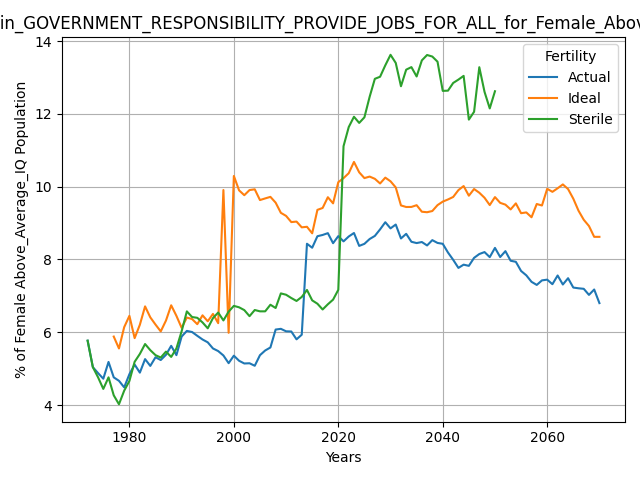 in_GOVERNMENT_RESPONSIBILITY_PROVIDE_JOBS_FOR_ALL_for_Female_Abov
14
12
10
8
6
4
% of Female Above_Average_IQ Population
Fertility
Actual
Ideal
Sterile
1980 2000 2020 2040 2060
Years